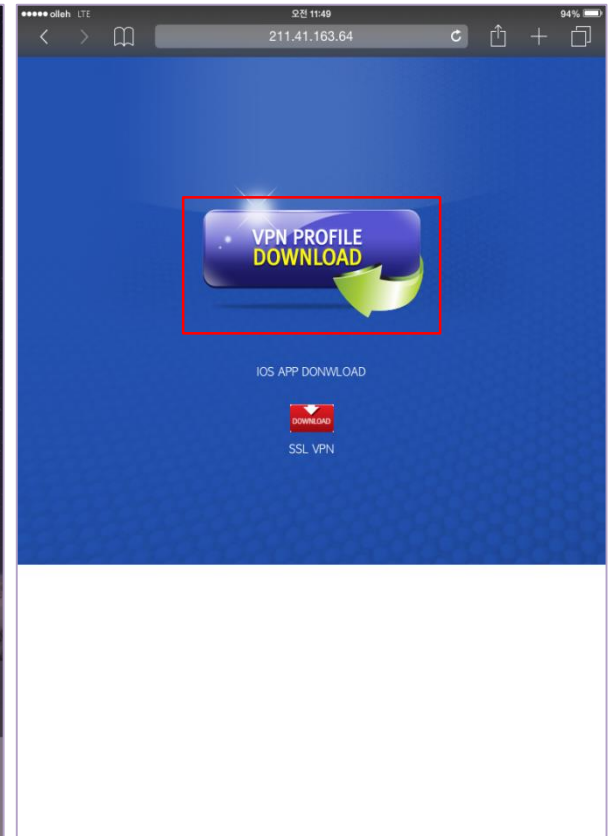 olleh LTE
오전 11:49
94%
211.41.163.64
VPN PROFILE
DOWNLOAD
IOS APP DONWLOAD
DOWNLOAD
SSL VPN